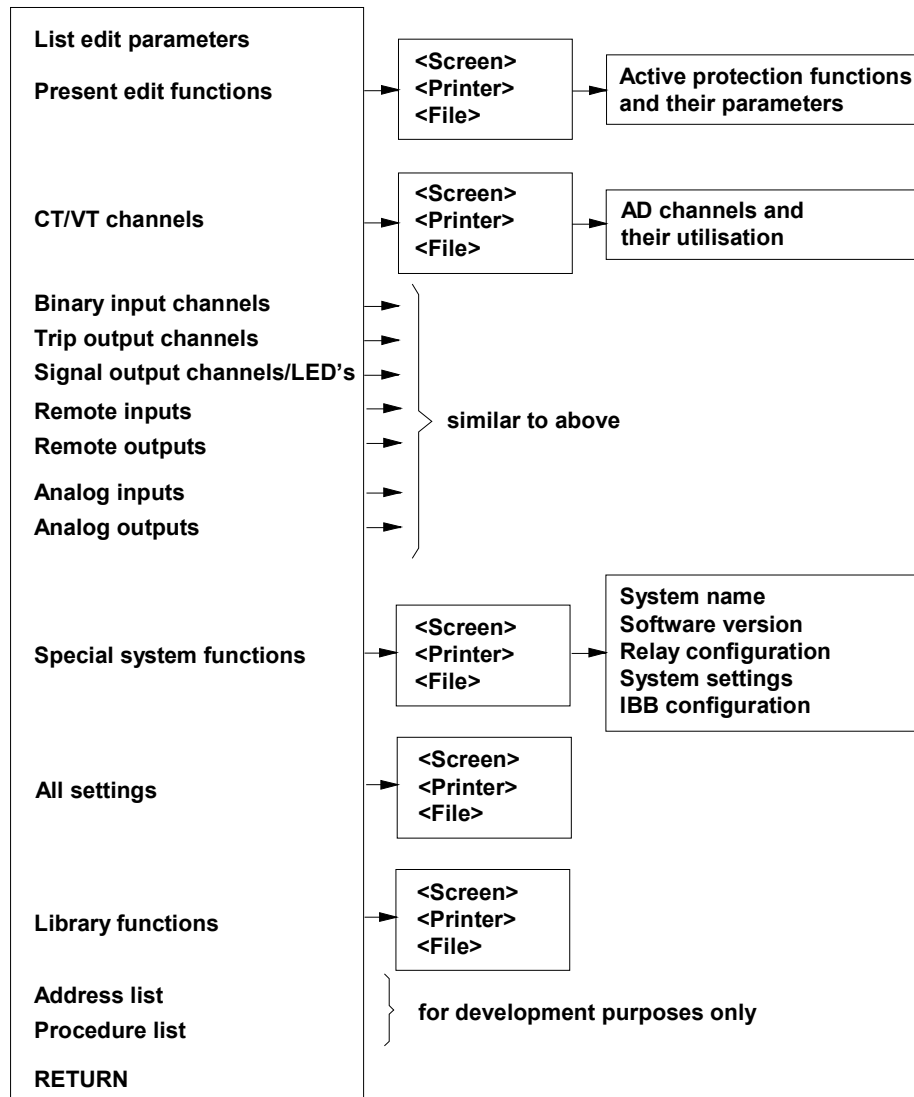 List edit parameters
Present edit functions
<Screen>
<Printer>
<File>
Active protection functions
and their parameters
CT/VT channels
<Screen>
<Printer>
<File>
AD channels and
their utilisation
Binary input channels
Trip output channels
Signal output channels/LED's
Remote inputs
Remote outputs
Analog inputs
Analog outputs
similar to above
Special system functions
<Screen>
<Printer>
<File>
System name
Software version
Relay configuration
System settings
IBB configuration
All settings
<Screen>
<Printer>
<File>
Library functions
<Screen>
<Printer>
<File>
Address list
Procedure list
for development purposes only
RETURN